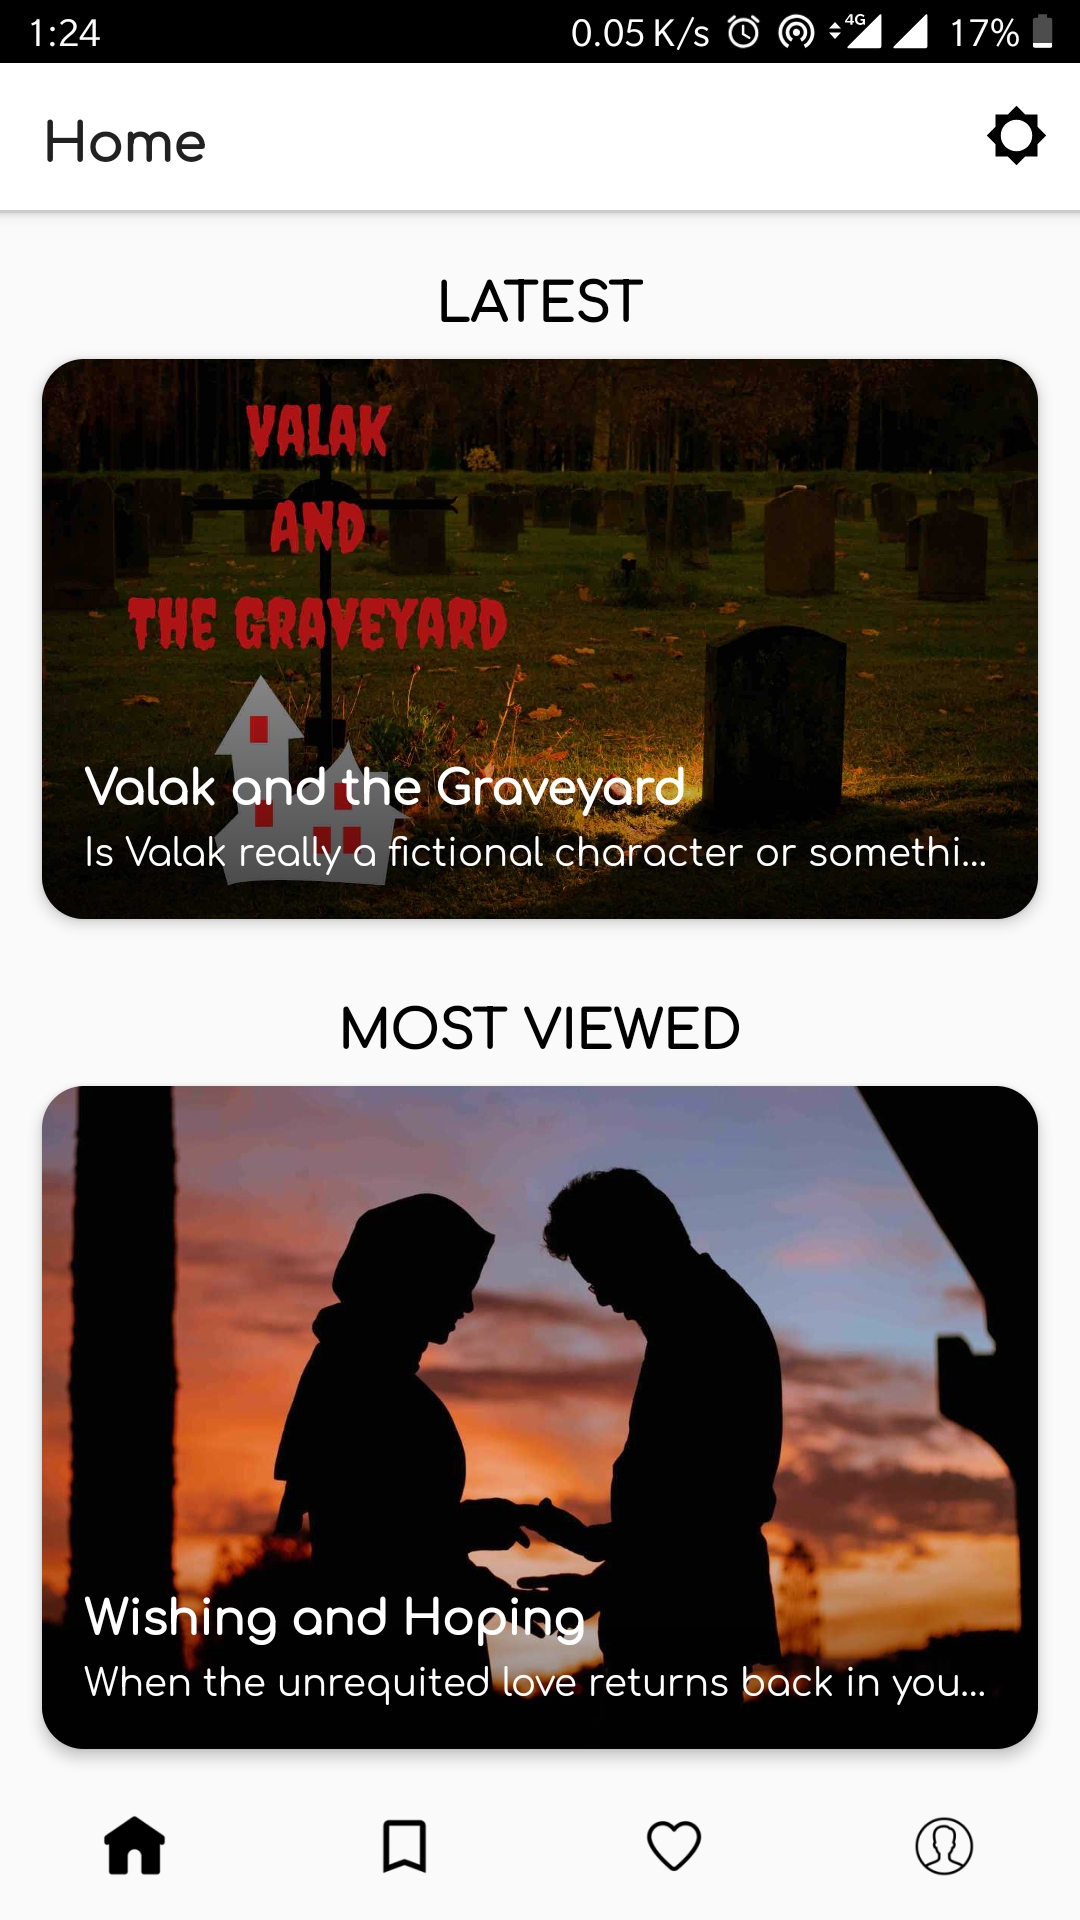 1:24
0.05 K/s
4G
17%
Home
LATEST
VALAK
AND
THE GRAVEYARD
Valak and the Graveyard
Is Valak really a fictional character or somethi...
MOST VIEWED
Wishing and Hoping
When the unrequited love returns back in you...